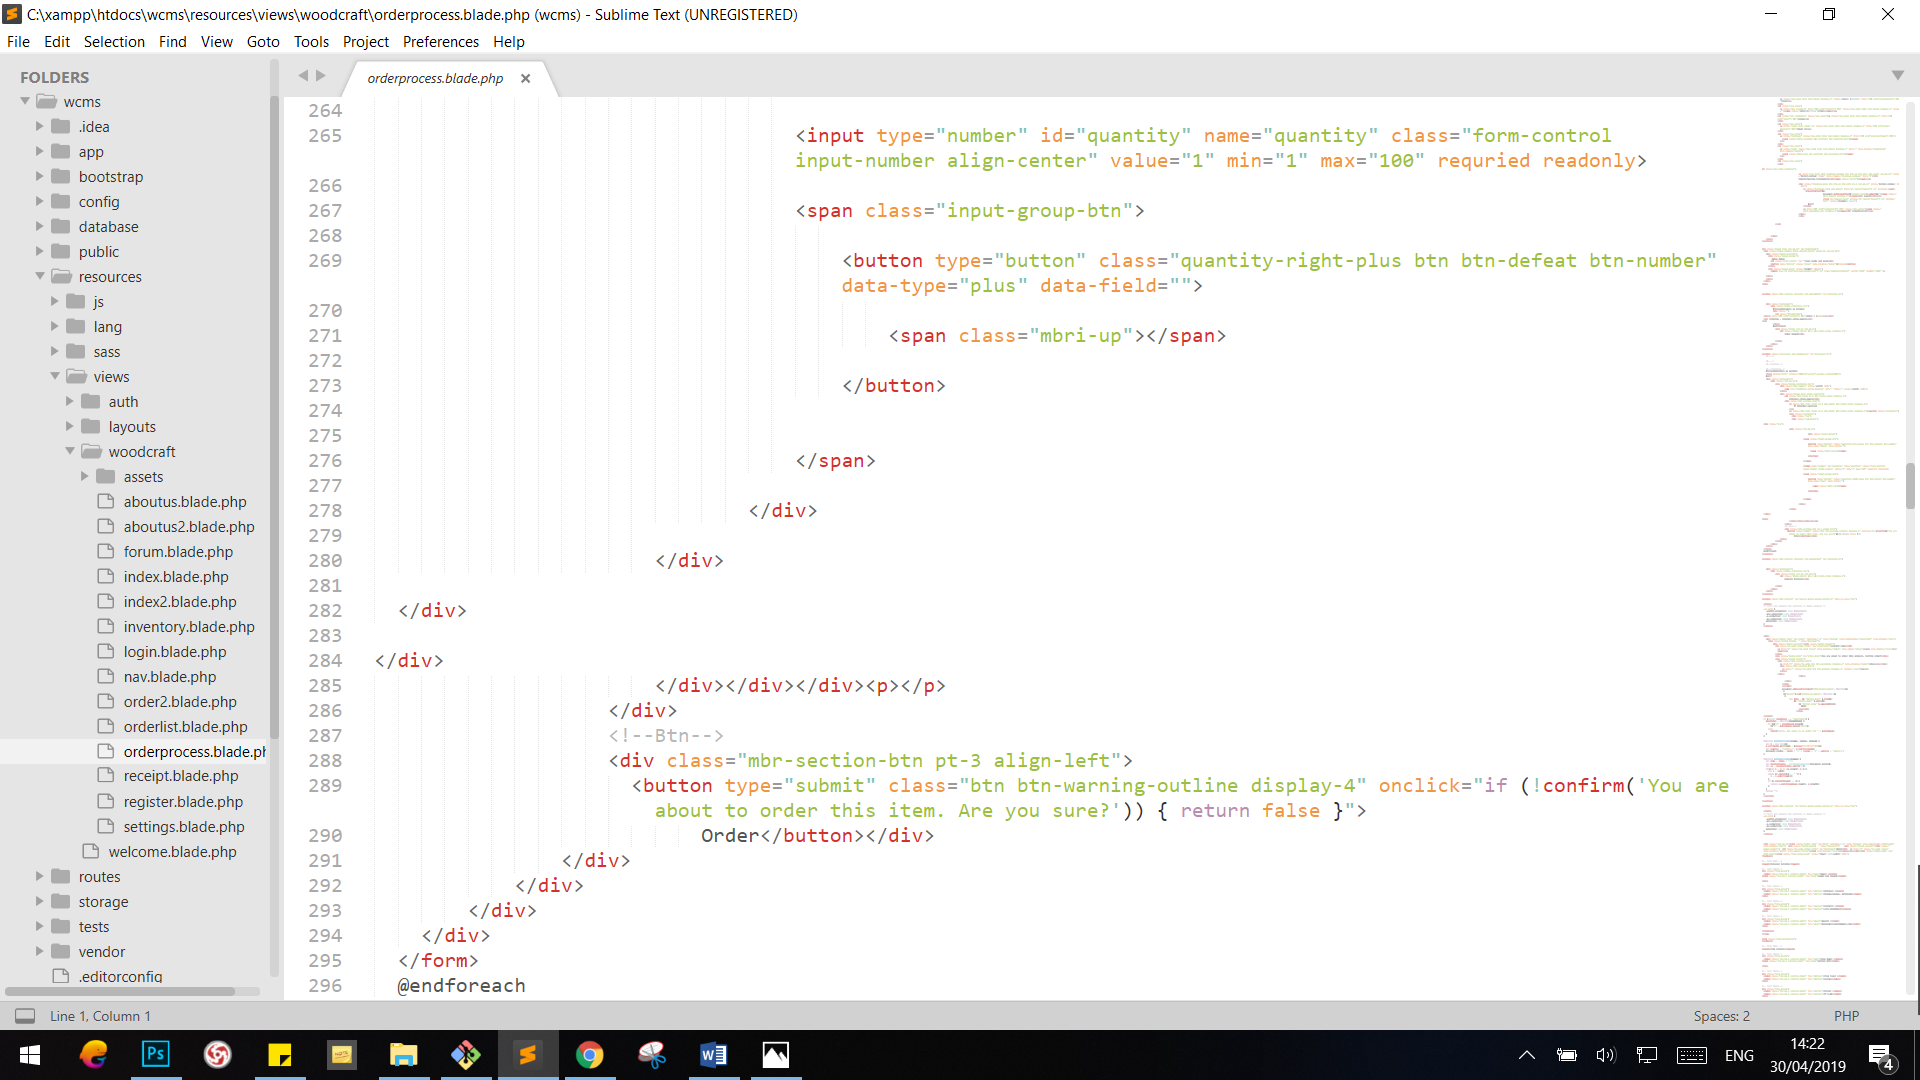 C:\xampp\htdocs\wcms\resources\views\woodcraft\orderprocess.blade.php (wcms) - Sublime Text (UNREGISTERED)
File Edit Selection Find View Goto Tools Project Preferences Help
FOLDERS
wcms
.idea
app
bootstrap
config
database
public
resources
js
lang
sass
views
auth
layouts
woodcraft
assets
aboutus.blade.php
aboutus2.blade.php
forum.blade.php
index.blade.php
index2.blade.php
inventory.blade.php
login.blade.php
nav.blade.php
order2.blade.php
orderlist.blade.php
orderprocess.blade.ph
receipt.blade.php
register.blade.php
settings.blade.php
welcome.blade.php
routes
storage
tests
vendor
.editorconfig
orderprocess.blade.php
264
265 <input type="number" id="quantity" name="quantity" class="form-control
input-number align-center" value="1" min="1" max="100" requried readonly>
266
267 <span class="input-group-btn">
268
269 <button type="button" class="quantity-right-plus btn btn-defeat btn-number"
data-type="plus" data-field="">
270
271 <span class="mbri-up"></span>
272
273 </button>
274
275
276 </span>
277
278 </div>
279
280 </div>
281
282 </div>
283
284 </div>
285 </div></div></div><p></p>
286 </div>
287 <!--Btn-->
288 <div class="mbr-section-btn pt-3 align-left">
289 <button type="submit" class="btn btn-warning-outline display-4" onclick="if (!confirm('You are
about to order this item. Are you sure?')) { return false }">
290 Order</button></div>
291 </div>
292 </div>
293 </div>
294 </div>
295 </form>
296 @endforeach
Line 1, Column 1
Spaces: 2
PHP
Ps
ENG
14:22
30/04/2019
4